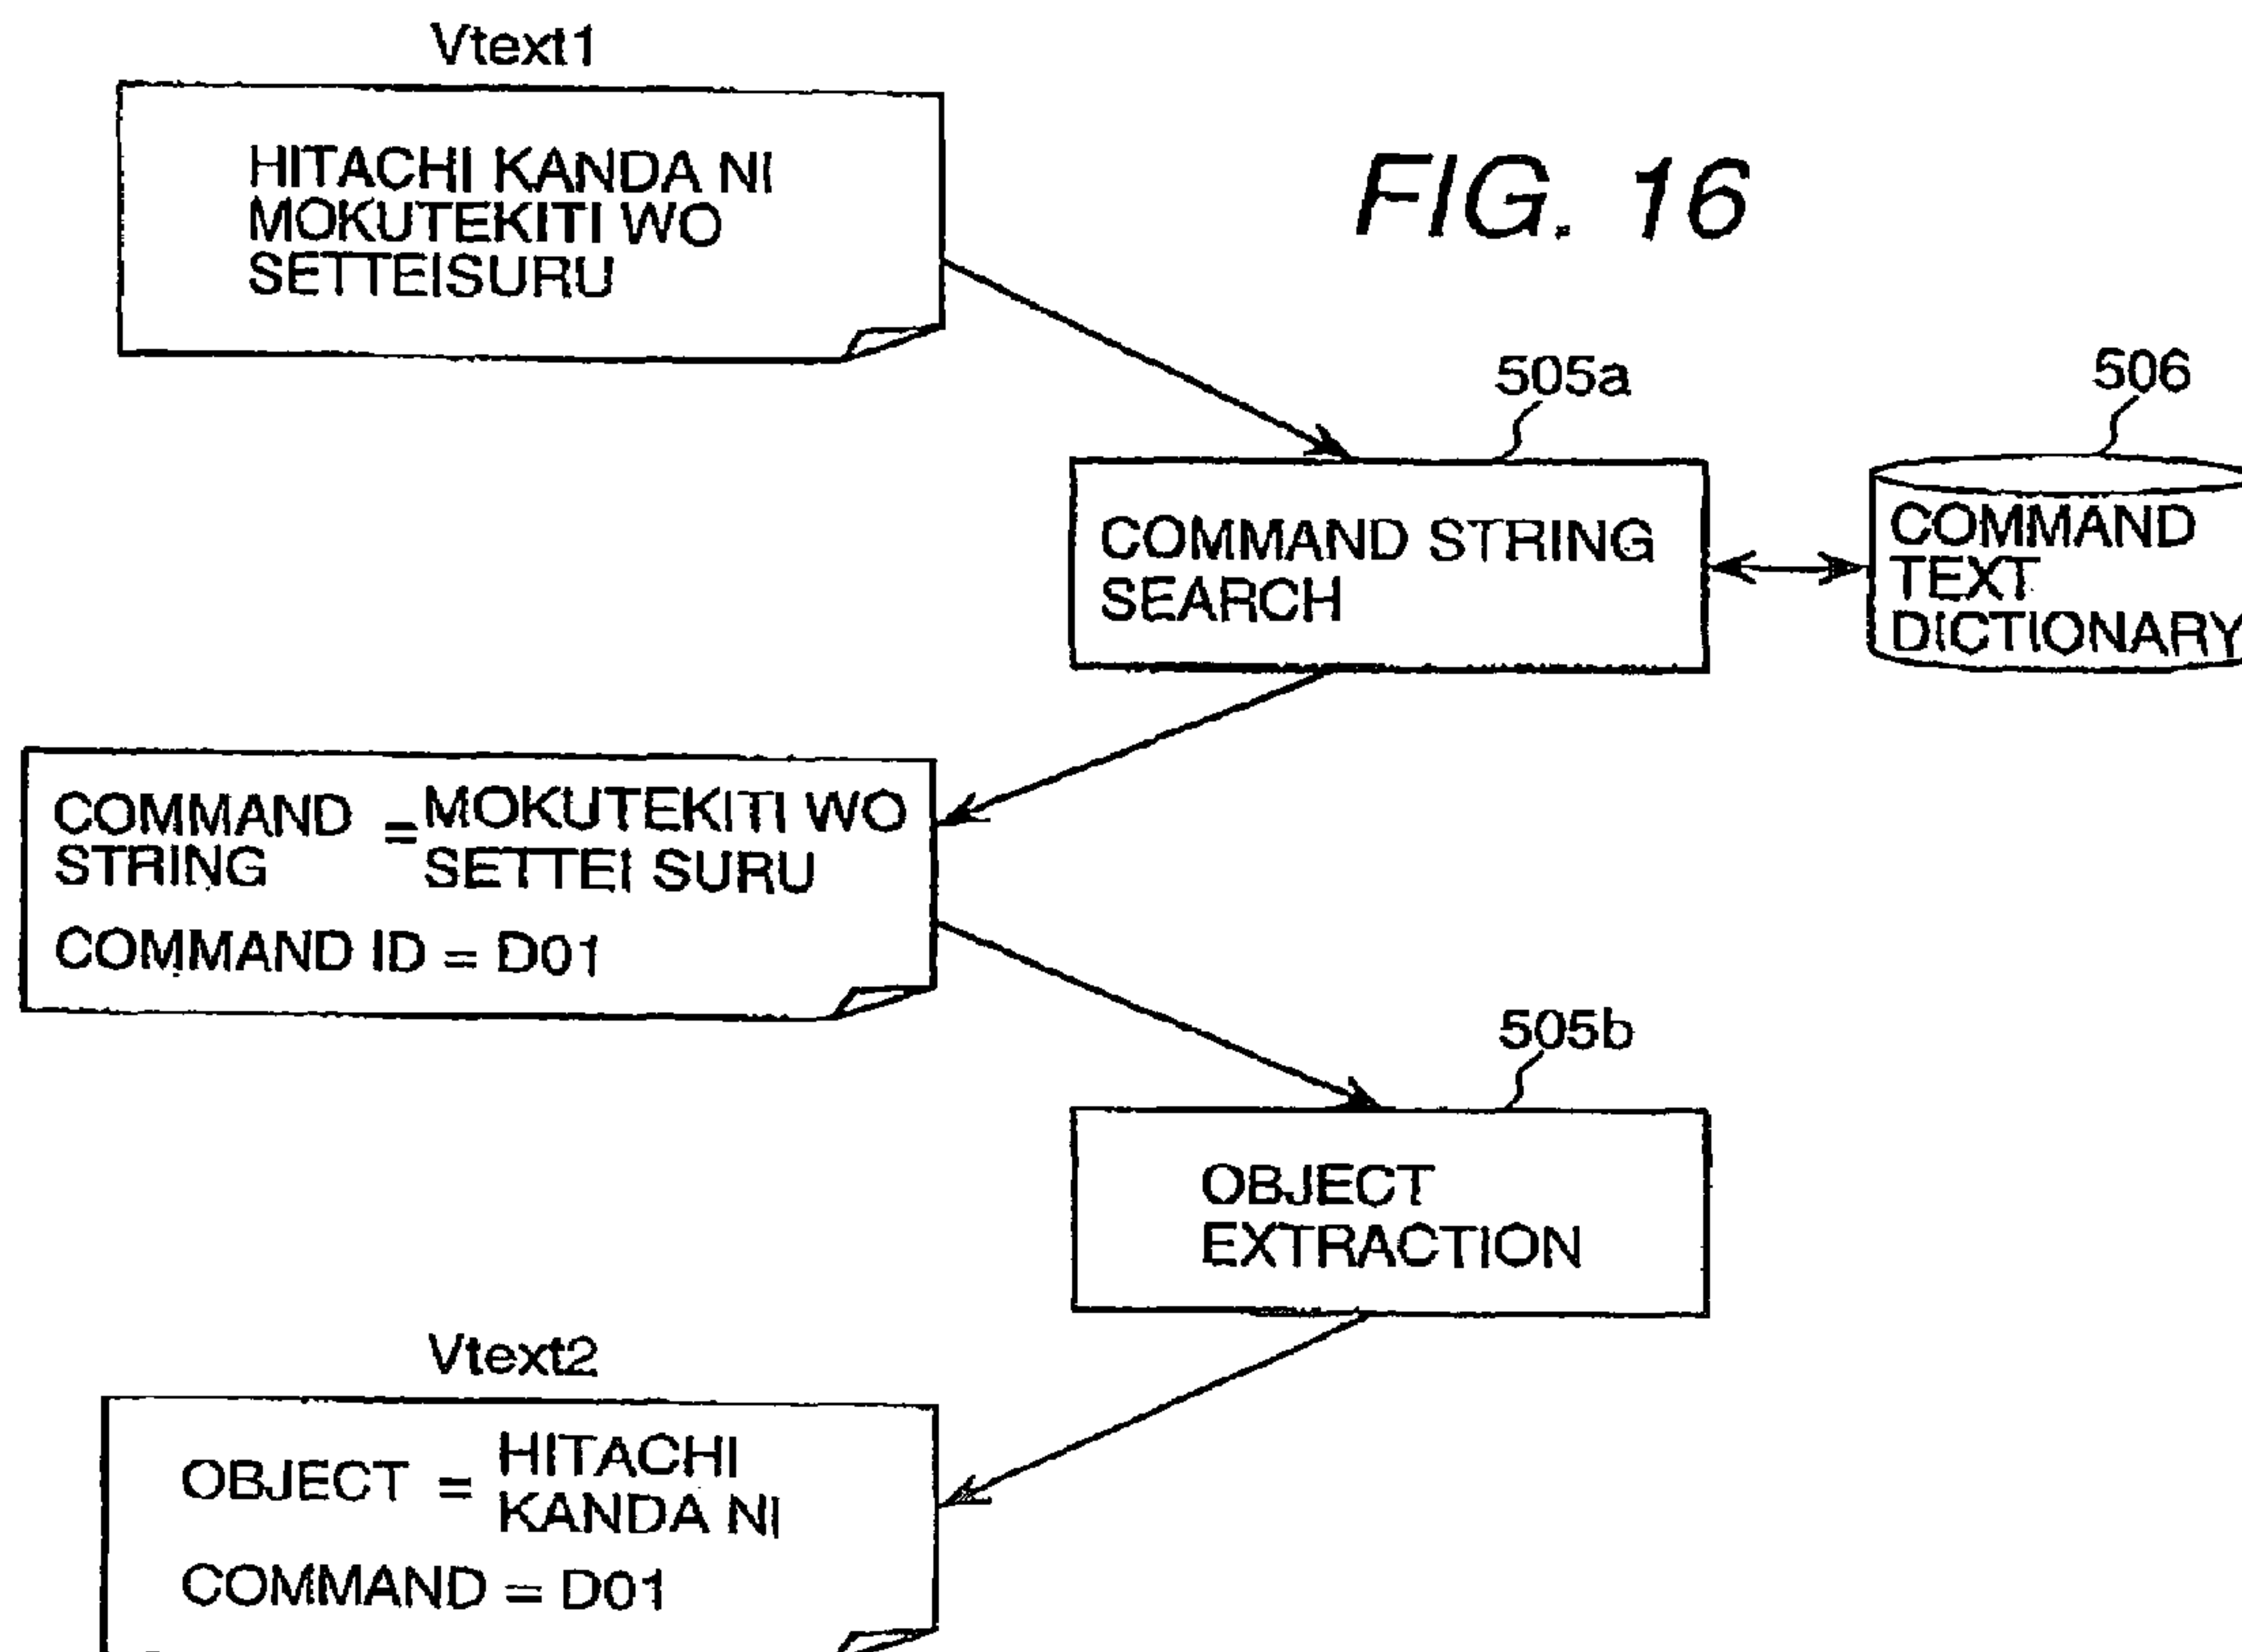 Vtext1
HITACHI KANDA NI
MOKUTEKITI WO
SETTEISURU
FIG. 16
505a
506
COMMAND STRING
SEARCH
COMMAND
TEXT
DICTIONARY
COMMAND STRING = MOKUTEKITI WO
SETTEI SURU
COMMAND ID = D01
505b
OBJECT
EXTRACTION
Vtext2
OBJECT = HITACHI
KANDA NI
COMMAND = D01